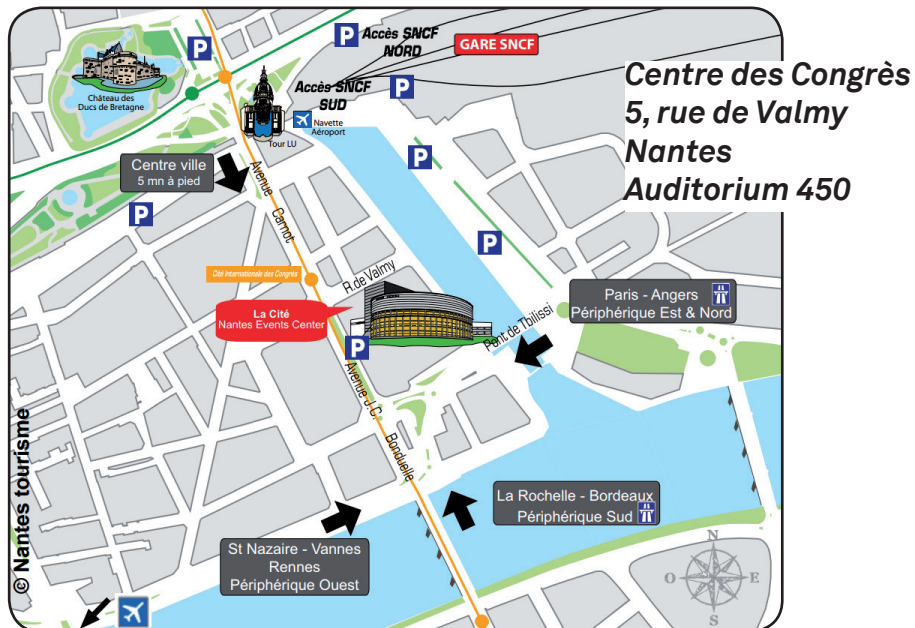 Accès SNCF
NORD
GARE SNCF
Centre des Congrès
5, rue de Valmy
Nantes
Auditorium 450
P
P
P
Château des
Ducs de Bretagne
Accès SNCF
SUD
Navette
Aéroport
Tour LU
Centre ville
5 mn à pied
P
P
P
Avenue Carnot
Cité Internationale des Congrès
R.de Valmy
La Cité
Nantes Events Center
Paris - Angers
Périphérique Est & Nord
Pont de Tbilissi
P
Avenue J.C. Bonduelle
© Nantes tourisme
La Rochelle - Bordeaux
Périphérique Sud
St Nazaire - Vannes
Rennes
Périphérique Ouest
N
O
E
S